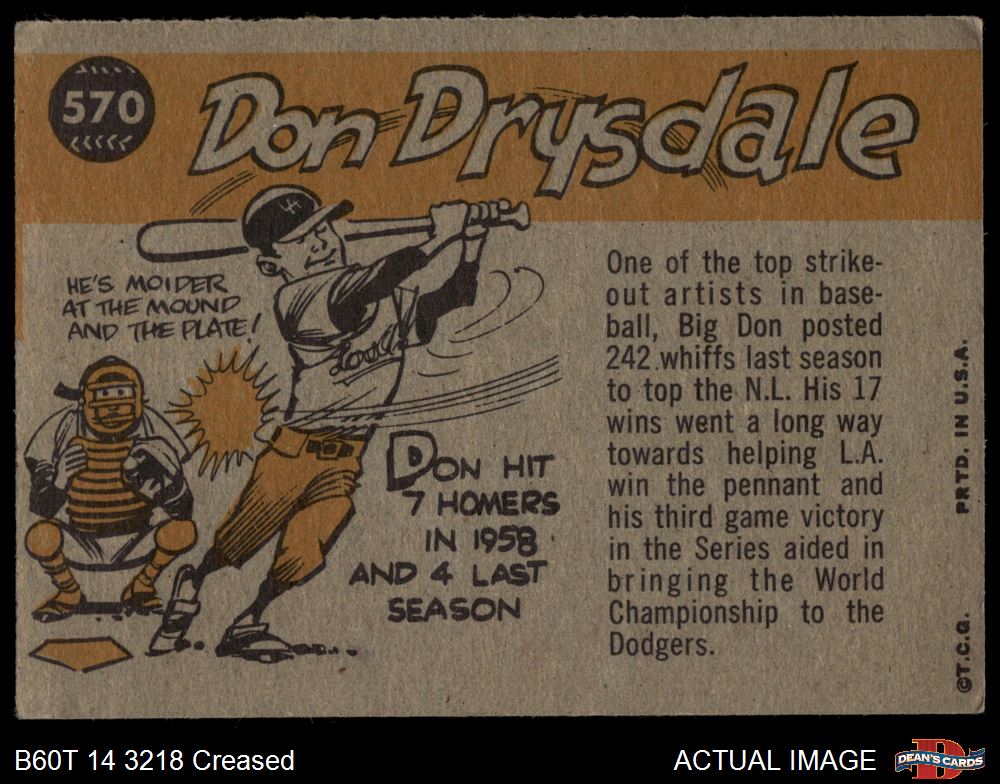 570
Don Drysdale
HE'S MOIDER
AT THE MOUND
AND THE PLATE!
DON HIT
7 HOMERS
IN 1958
AND 4 LAST
SEASON
One of the top strike-
out artists in base-
ball, Big Don posted
242 whiffs last season
to top the N.L. His 17
wins went a long way
towards helping L.A.
win the pennant and
his third game victory
in the Series aided in
bringing the World
Championship to the
Dodgers.
©T.C.G. PRTD. IN U.S.A.
B60T 14 3218 Creased
ACTUAL IMAGE
DEAN'S CARDS